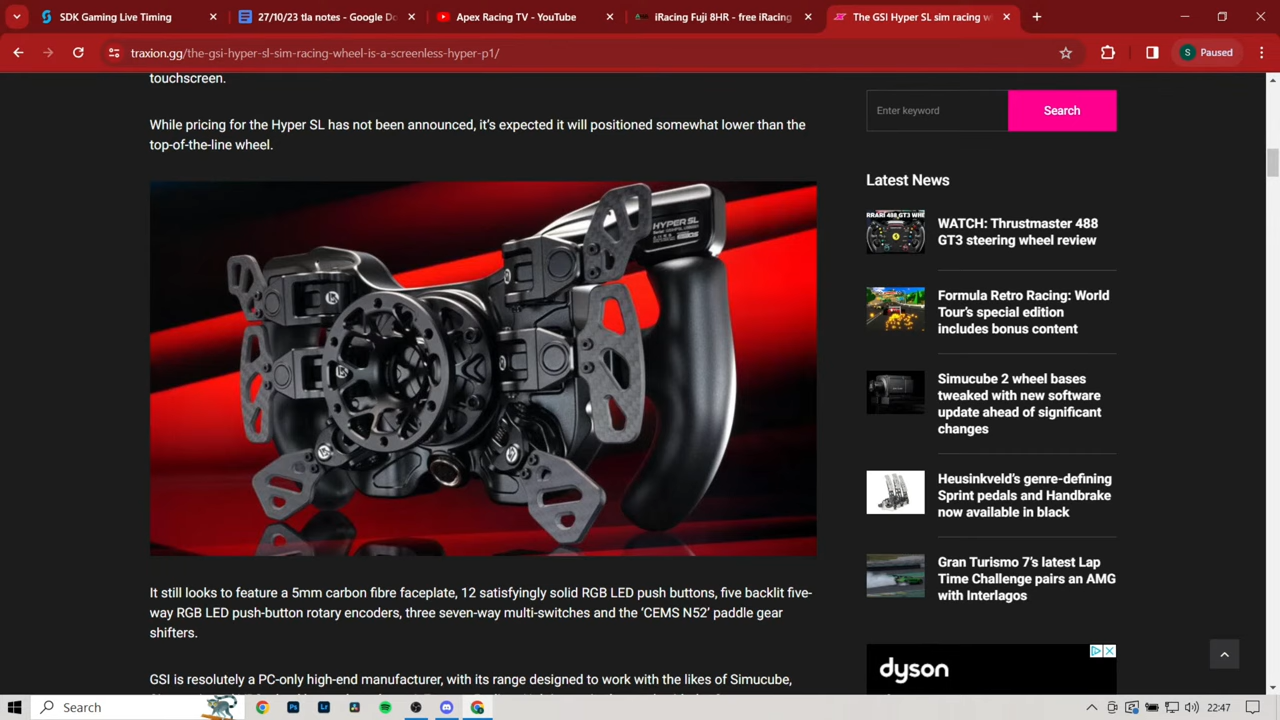 SDK Gaming Live Timing
27/10/23 tla notes - Google Do
Apex Racing TV - YouTube
iRacing Fuji 8HR - free iRacing
The GSI Hyper SL sim racing w
traxion.gg/the-gsi-hyper-sl-sim-racing-wheel-is-a-screenless-hyper-p1/
S
Paused
touchscreen.
While pricing for the Hyper SL has not been announced, it's expected it will positioned somewhat lower than the
top-of-the-line wheel.
HYPER SL
It still looks to feature a 5mm carbon fibre faceplate, 12 satisfyingly solid RGB LED push buttons, five backlit five-
way RGB LED push-button rotary encoders, three seven-way multi-switches and the 'CEMS N52' paddle gear
shifters.
GSI is resolutely a PC-only high-end manufacturer, with its range designed to work with the likes of Simucube,
Enter keyword
Search
Latest News
WATCH: Thrustmaster 488
GT3 steering wheel review
Formula Retro Racing: World
Tour's special edition
includes bonus content
Simucube 2 wheel bases
tweaked with new software
update ahead of significant
changes
Heusinkveld's genre-defining
Sprint pedals and Handbrake
now available in black
Gran Turismo 7's latest Lap
Time Challenge pairs an AMG
with Interlagos
dyson
Search
Ps
Lr
22:47